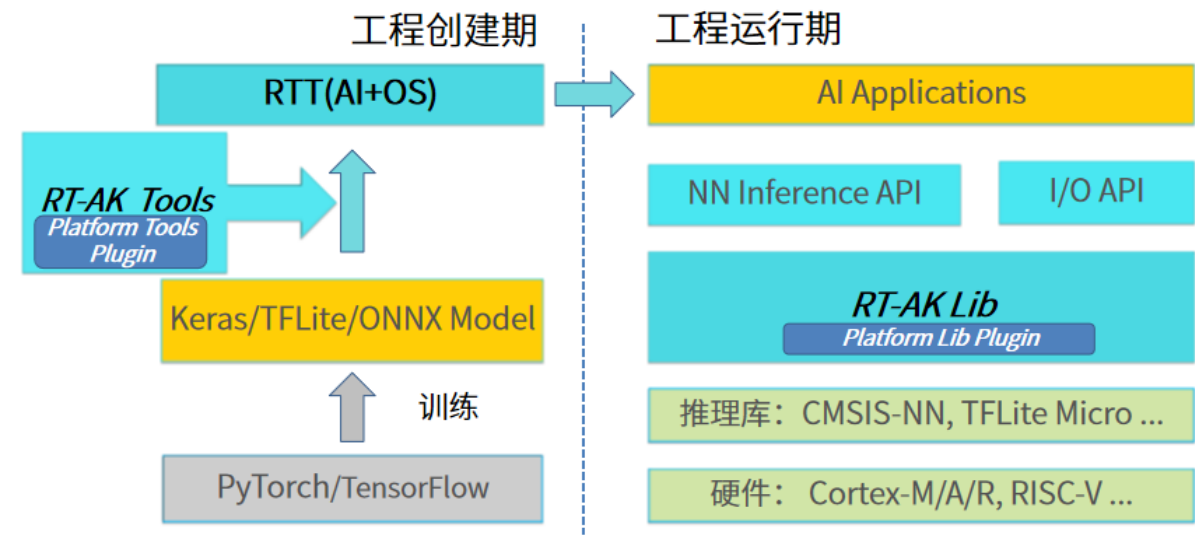 工程创建期
RTT(AI+OS)
RT-AK Tools
Platform Tools
Plugin
Keras/TFLite/ONNX Model
训练
PyTorch/TensorFlow
工程运行期
AI Applications
NN Inference API
I/O API
RT-AK Lib
Platform Lib Plugin
推理库：CMSIS-NN, TFLite Micro ...
硬件： Cortex-M/A/R, RISC-V ...